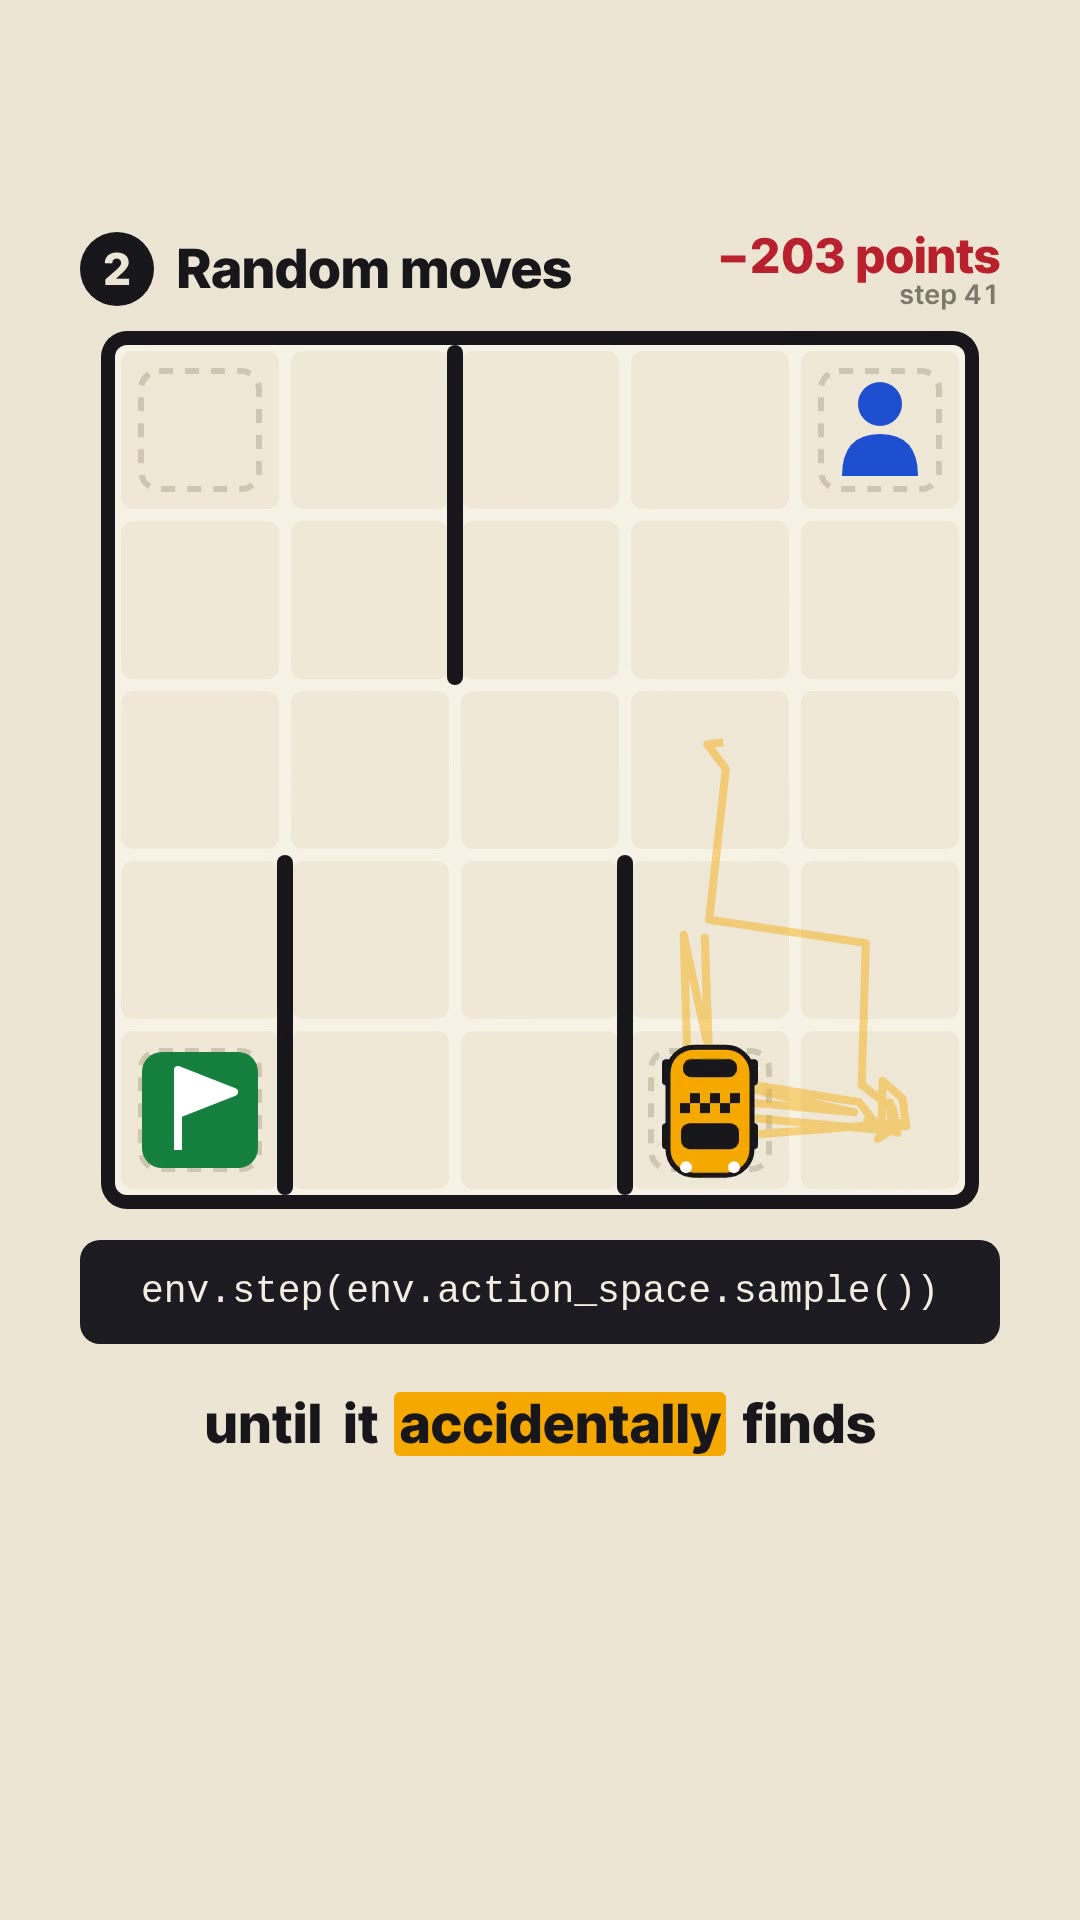 2 Random moves
−203 points
step 41
env.step(env.action_space.sample())
until it accidentally finds